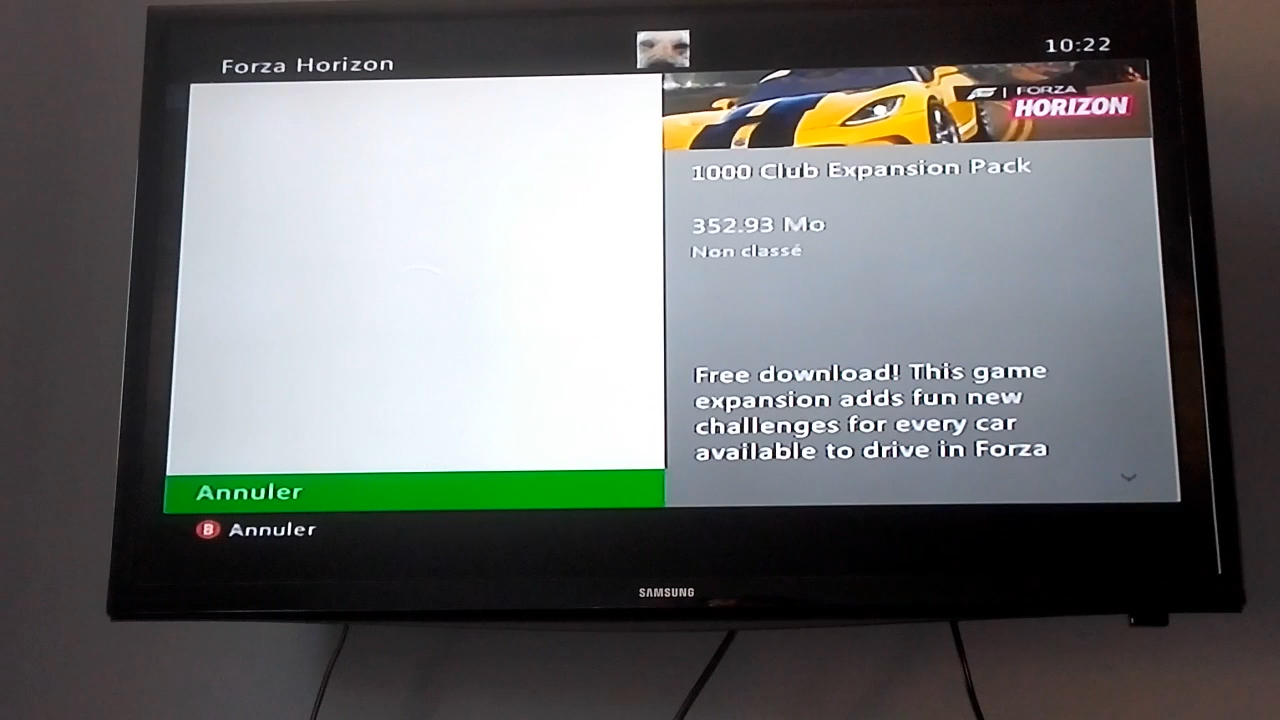 Forza Horizon
10:22
FORZA
HORIZON
1000 Club Expansion Pack
352.93 Mo
Non classé
Free download! This game
expansion adds fun new
challenges for every car
available to drive in Forza
Annuler
B Annuler
SAMSUNG